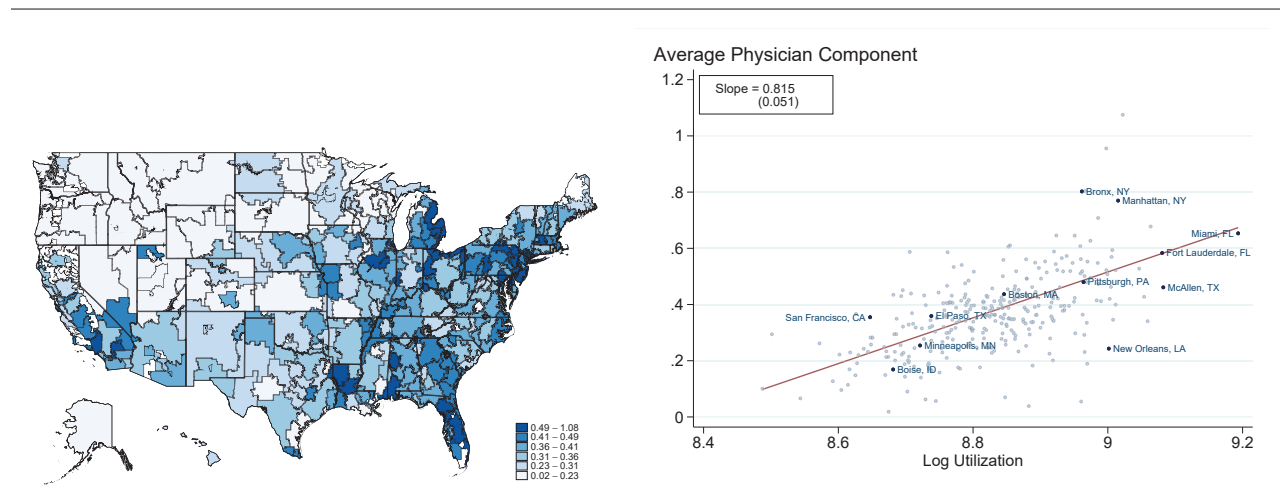 Average Physician Component
Slope = 0.815
(0.051)
1.2
1
.8
.6
.4
.2
0
Bronx, NY
Manhattan, NY
Miami, FL
Fort Lauderdale, FL
Pittsburgh, PA
McAllen, TX
Boston, MA
San Francisco, CA
El Paso, TX
Minneapolis, MN
New Orleans, LA
Boise, ID
8.4
8.6
8.8
9
9.2
Log Utilization
0.49 – 1.08
0.41 – 0.49
0.36 – 0.41
0.31 – 0.36
0.23 – 0.31
0.02 – 0.23